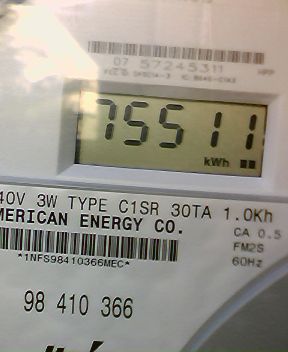 07 57245311 HPP
75511
kWh
40V 3W TYPE C1SR 30TA 1.0Kh
MERICAN ENERGY CO. CA 0.5
FM2S
*1NFS98410366MEC* 60Hz
98 410 366